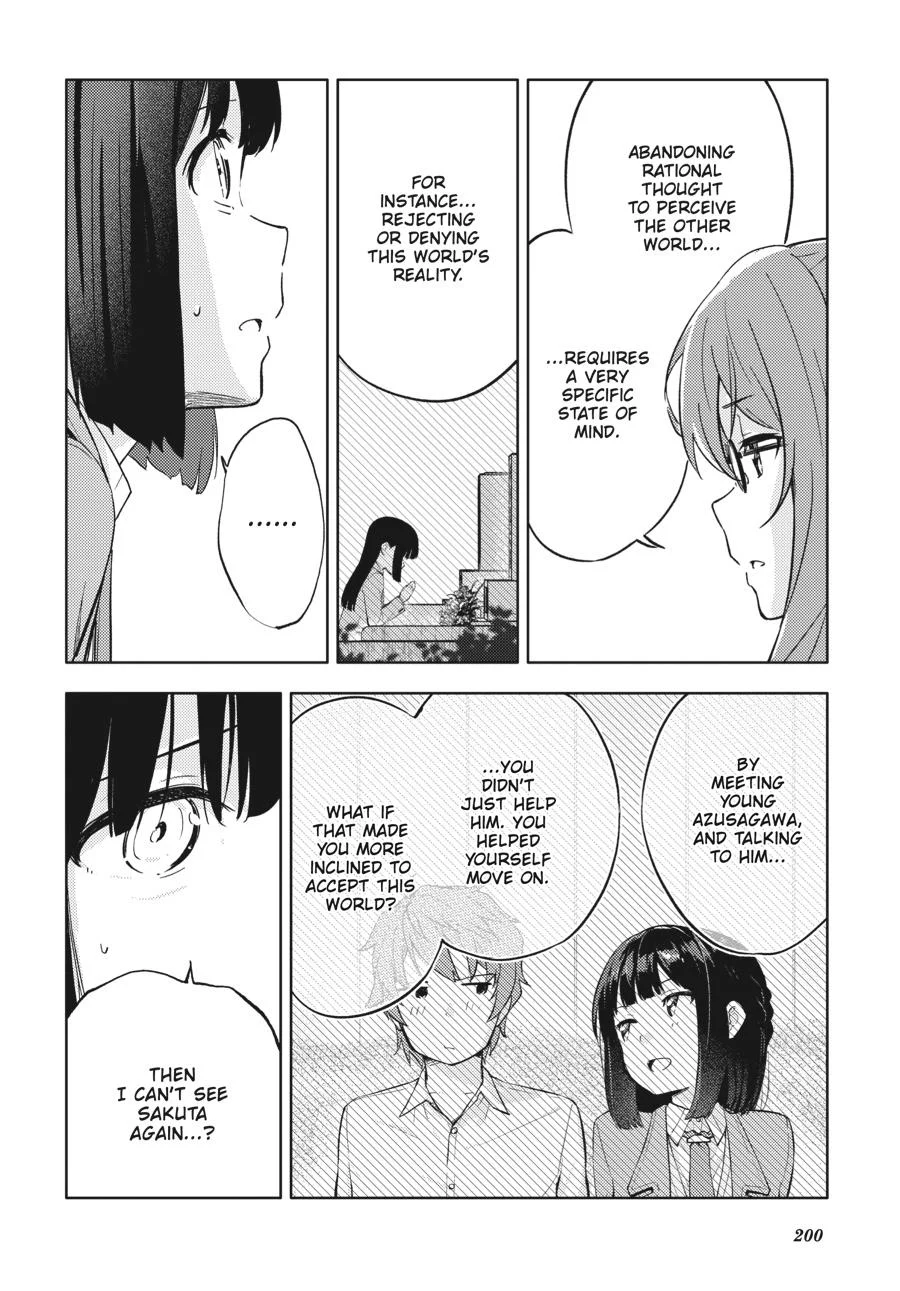 ABANDONING
RATIONAL
THOUGHT
TO PERCEIVE
THE OTHER
WORLD...
...REQUIRES
A VERY
SPECIFIC
STATE OF
MIND.
FOR
INSTANCE...
REJECTING
OR DENYING
THIS WORLD'S
REALITY.
......
BY
MEETING
YOUNG
AZUSAGAWA,
AND TALKING
TO HIM...
...YOU
DIDN'T
JUST HELP
HIM. YOU
HELPED
YOURSELF
MOVE ON.
WHAT IF
THAT MADE
YOU MORE
INCLINED TO
ACCEPT THIS
WORLD?
THEN
I CAN'T SEE
SAKUTA
AGAIN...?
200